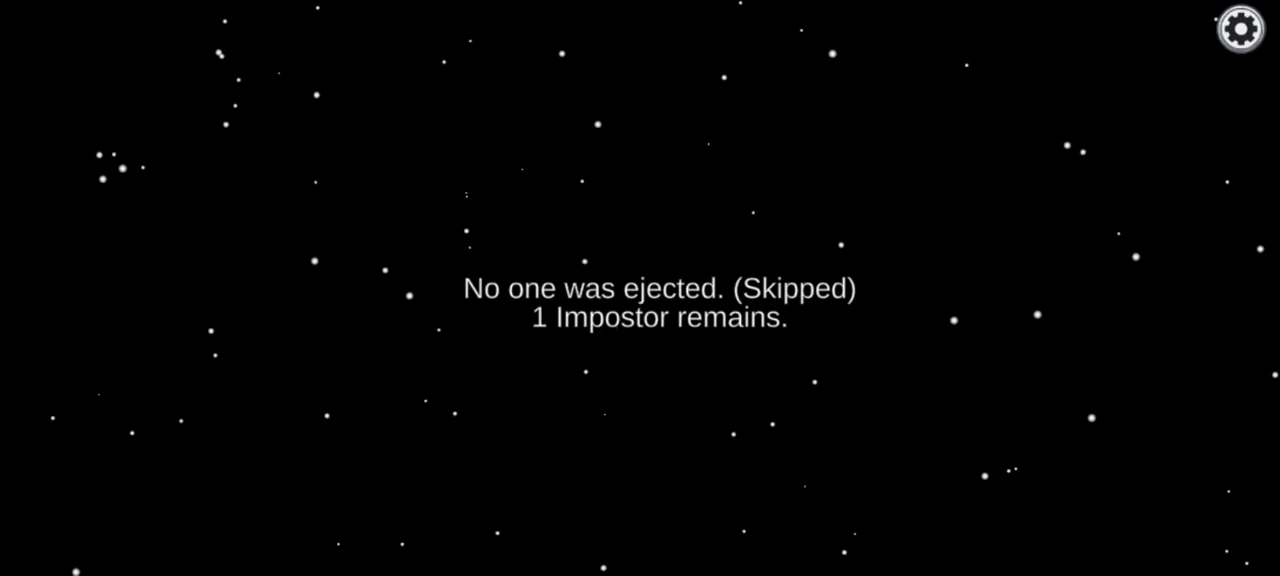 No one was ejected. (Skipped)
1 Impostor remains.